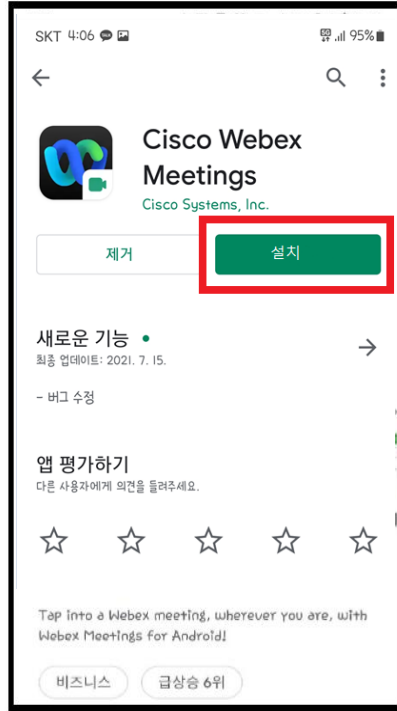 SKT 4:06 5G 95%
Cisco Webex
Meetings
Cisco Systems, Inc.
제거 설치
새로운 기능 •
최종 업데이트: 2021. 7. 15.
- 버그 수정
앱 평가하기
다른 사용자에게 의견을 들려주세요.
Tap into a Webex meeting, wherever you are, with
Webex Meetings for Android!
비즈니스 급상승 6위